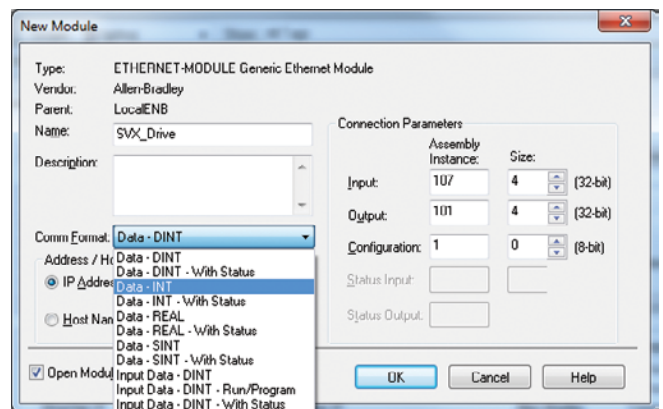 New Module
Type: ETHERNET-MODULE Generic Ethernet Module
Vendor: Allen-Bradley
Parent: LocalENB
Name: SVX_Drive
Description:
Comm Format: Data - DINT
Data - DINT
Data - DINT - With Status
Data - INT
Data - INT - With Status
Data - REAL
Data - REAL - With Status
Data - SINT
Data - SINT - With Status
Input Data - DINT
Input Data - DINT - Run/Program
Input Data - DINT - With Status
Address / Ho
IP Addre
Host Nan
Open Modul
Connection Parameters
Assembly
Instance: Size:
Input: 107 4 (32-bit)
Output: 101 4 (32-bit)
Configuration: 1 0 (8-bit)
Status Input:
Status Output:
OK Cancel Help